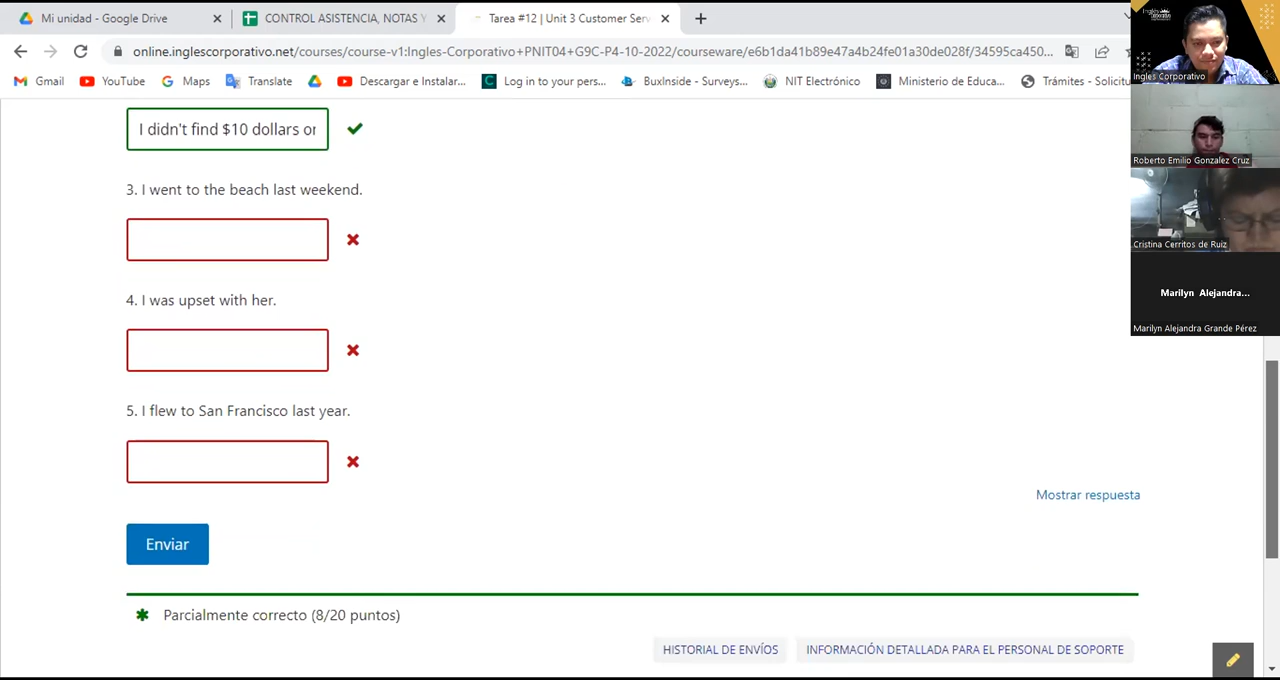 Mi unidad - Google Drive
CONTROL ASISTENCIA, NOTAS Y
Tarea #12 | Unit 3 Customer Serv
online.inglescorporativo.net/courses/course-v1:Ingles-Corporativo+PNIT04+G9C-P4-10-2022/courseware/e6b1da41b89e47a4b24fe01a30de028f/34595ca450...
Gmail
YouTube
Maps
Translate
Descargar e Instalar...
Log in to your pers...
BuxInside - Surveys...
NIT Electrónico
Ministerio de Educa...
Trámites - Solicitu
Ingles Corporativo
Roberto Emilio Gonzalez Cruz
Cristina Cerritos de Ruiz
Marilyn Alejandra...
Marilyn Alejandra Grande Pérez
I didn't find $10 dollars or
3. I went to the beach last weekend.
4. I was upset with her.
5. I flew to San Francisco last year.
Mostrar respuesta
Enviar
Parcialmente correcto (8/20 puntos)
HISTORIAL DE ENVÍOS
INFORMACIÓN DETALLADA PARA EL PERSONAL DE SOPORTE